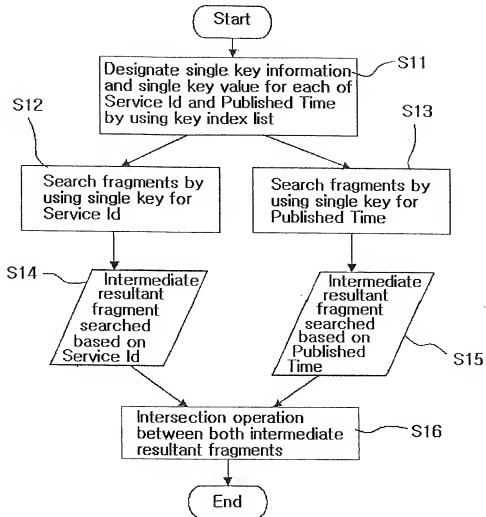 Start
Designate single key information
and single key value for each of
Service Id and Published Time
by using key index list
S11
S12
S13
Search fragments by
using single key for
Service Id
Search fragments by
using single key for
Published Time
S14
Intermediate
resultant
fragment
searched
based on
Service Id
Intermediate
resultant
fragment
searched
based on
Published
Time
S15
Intersection operation
between both intermediate
resultant fragments
S16
End